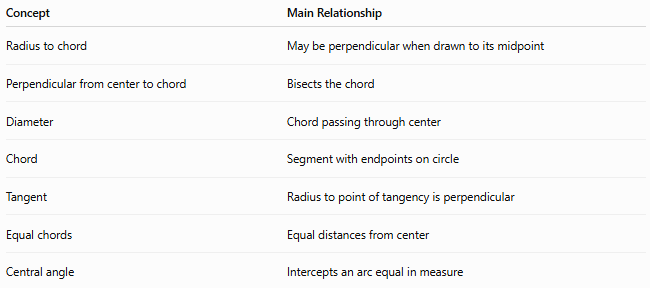 Concept Main Relationship
Radius to chord May be perpendicular when drawn to its midpoint
Perpendicular from center to chord Bisects the chord
Diameter Chord passing through center
Chord Segment with endpoints on circle
Tangent Radius to point of tangency is perpendicular
Equal chords Equal distances from center
Central angle Intercepts an arc equal in measure